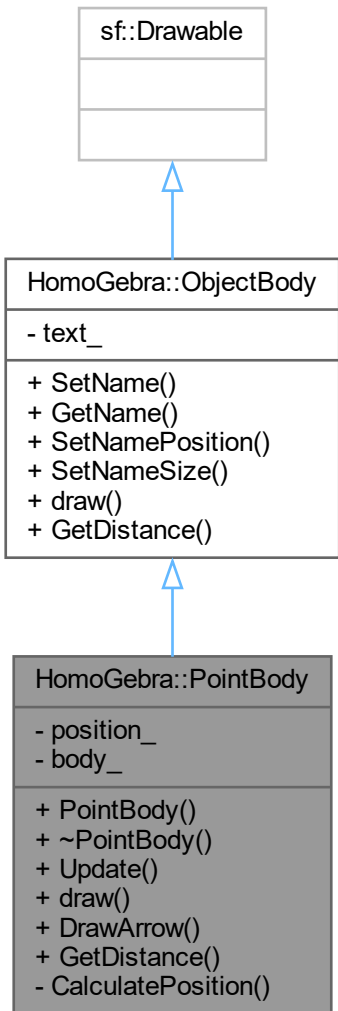 sf::Drawable
HomoGebra::ObjectBody
- text_
+ SetName()
+ GetName()
+ SetNamePosition()
+ SetNameSize()
+ draw()
+ GetDistance()
HomoGebra::PointBody
- position_
- body_
+ PointBody()
+ ~PointBody()
+ Update()
+ draw()
+ DrawArrow()
+ GetDistance()
- CalculatePosition()